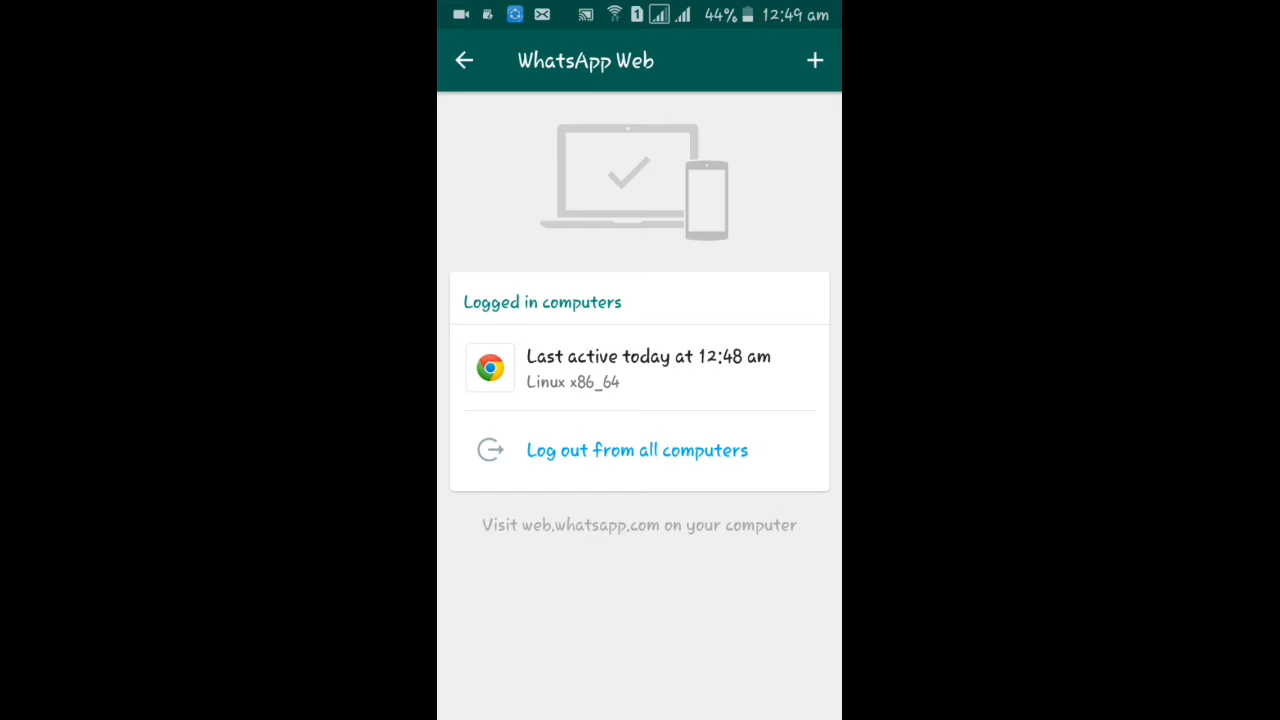 1 44% 12:49 am
WhatsApp Web
Logged in computers
Last active today at 12:48 am
Linux x86_64
Log out from all computers
Visit web.whatsapp.com on your computer